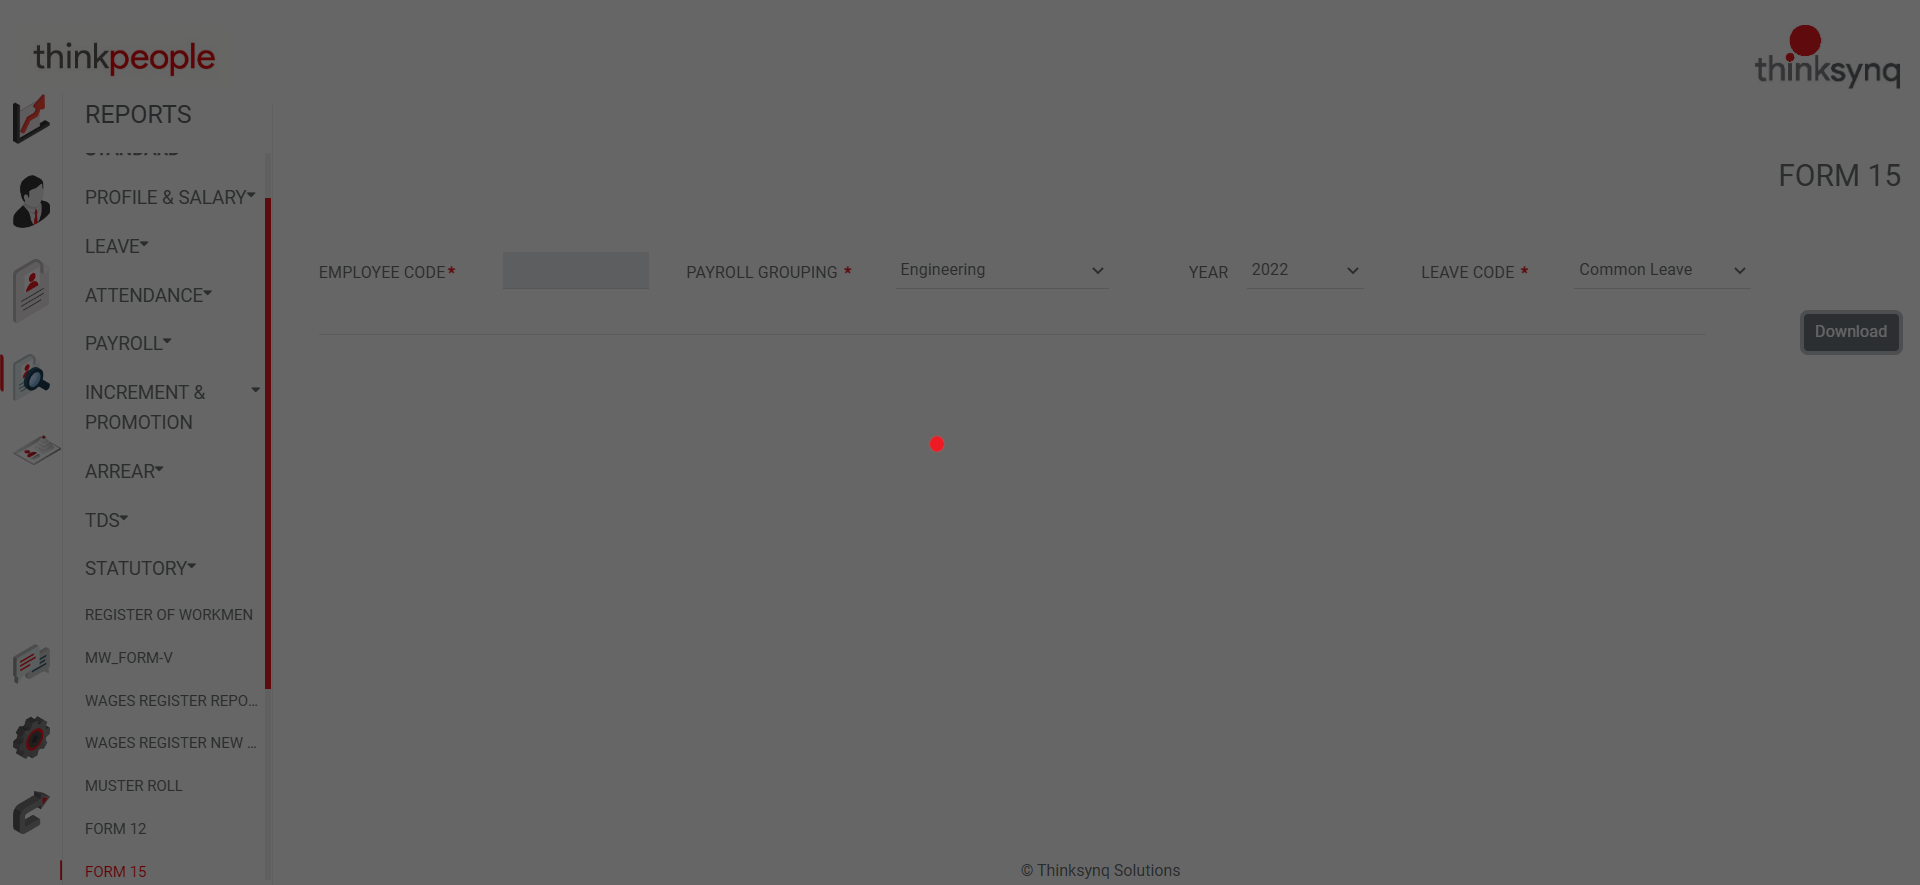 thinkpeople
thinksynq
REPORTS
STANDARD
PROFILE & SALARY
LEAVE
ATTENDANCE
PAYROLL
INCREMENT &
PROMOTION
ARREAR
TDS
STATUTORY
REGISTER OF WORKMEN
MW_FORM-V
WAGES REGISTER REPO...
WAGES REGISTER NEW ...
MUSTER ROLL
FORM 12
FORM 15
FORM 15
EMPLOYEE CODE* PAYROLL GROUPING * Engineering YEAR 2022 LEAVE CODE * Common Leave
Download
© Thinksynq Solutions